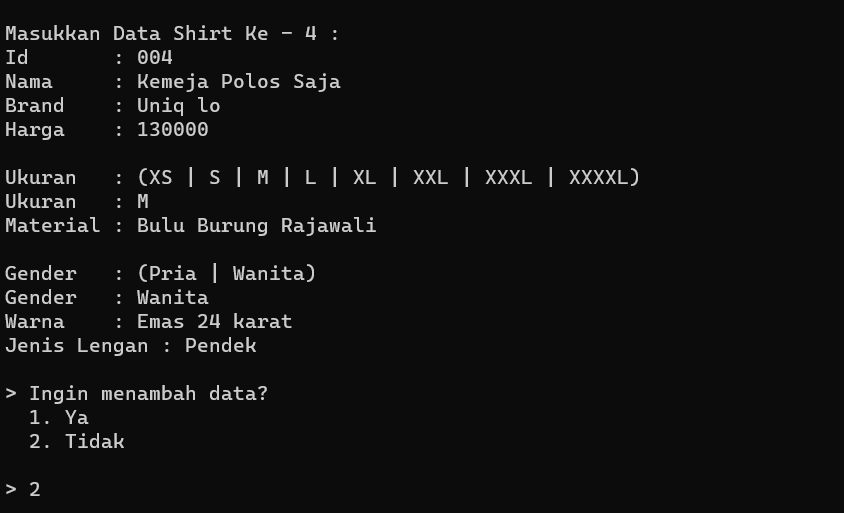 Masukkan Data Shirt Ke - 4 :
Id       : 004
Nama     : Kemeja Polos Saja
Brand    : Uniq lo
Harga    : 130000
Ukuran   : (XS | S | M | L | XL | XXL | XXXL | XXXXL)
Ukuran   : M
Material : Bulu Burung Rajawali
Gender   : (Pria | Wanita)
Gender   : Wanita
Warna    : Emas 24 karat
Jenis Lengan : Pendek
> Ingin menambah data?
  1. Ya
  2. Tidak
> 2